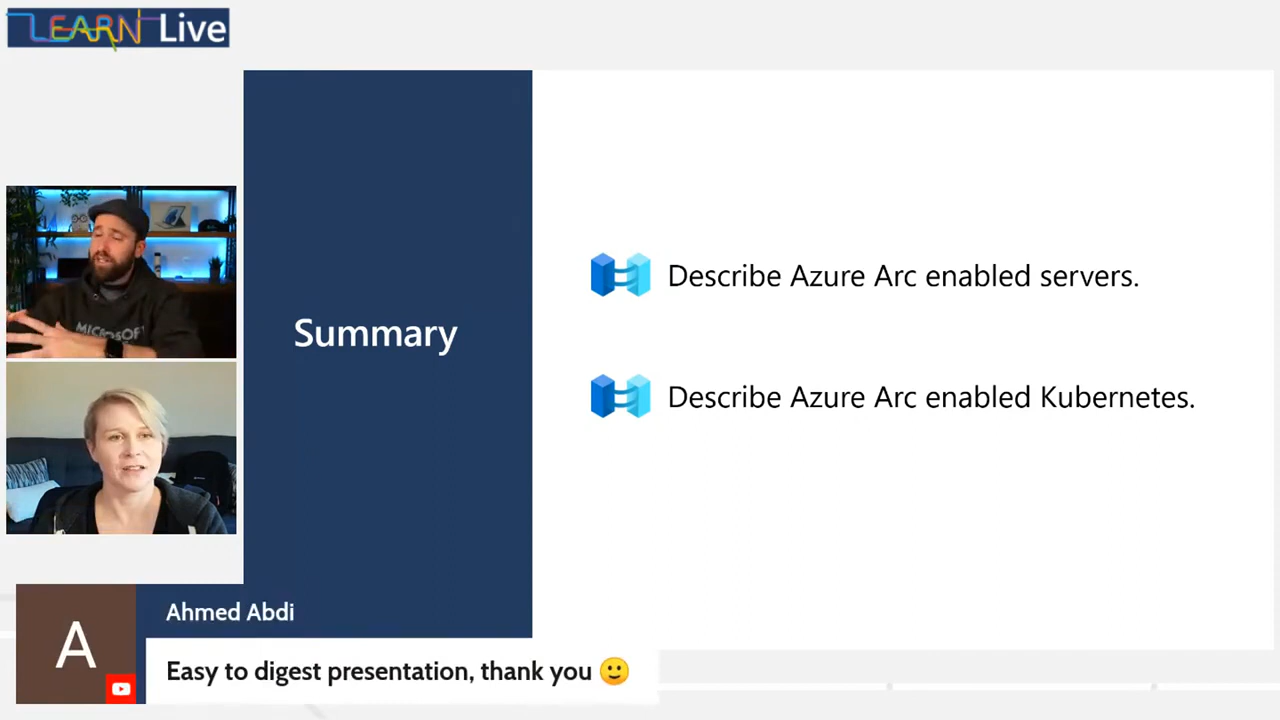 LEARN Live
Describe Azure Arc enabled servers.
Summary
Describe Azure Arc enabled Kubernetes.
MICROSOFT
Ahmed Abdi
A
Easy to digest presentation, thank you 🙂